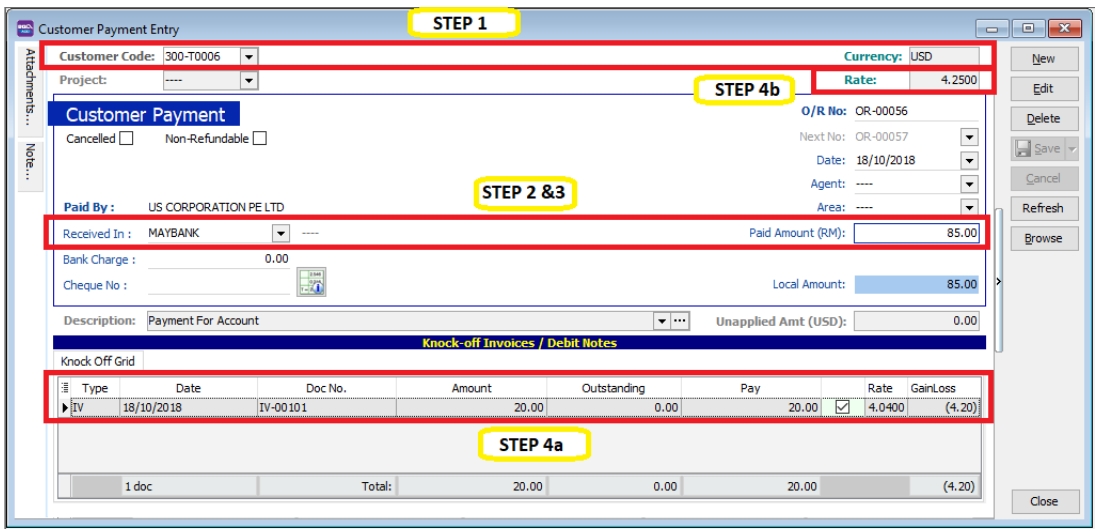 STEP 1
Customer Payment Entry
Attachments...
Note...
Customer Code: 300-T0006 Currency: USD
Project: ---- Rate: 4.2500
STEP 4b
Customer Payment O/R No: OR-00056
Cancelled Non-Refundable Next No: OR-00057
Date: 18/10/2018
Agent: ----
STEP 2 &3
Paid By : US CORPORATION PE LTD Area: ----
Received In : MAYBANK ---- Paid Amount (RM): 85.00
Bank Charge : 0.00
Cheque No : Local Amount: 85.00
Description: Payment For Account Unapplied Amt (USD): 0.00
Knock-off Invoices / Debit Notes
Knock Off Grid
Type Date Doc No. Amount Outstanding Pay Rate GainLoss
IV 18/10/2018 IV-00101 20.00 0.00 20.00 4.0400 (4.20)
STEP 4a
1 doc Total: 20.00 0.00 20.00 (4.20)
New
Edit
Delete
Save
Cancel
Refresh
Browse
Close